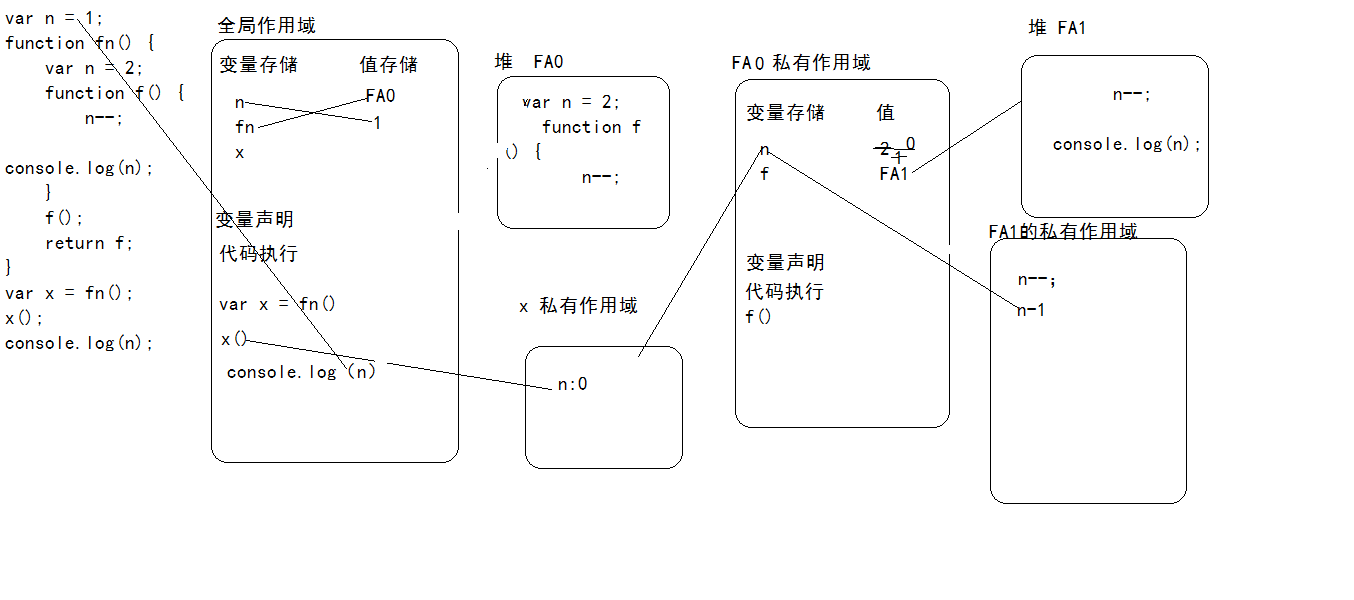 var n = 1;
function fn() {
    var n = 2;
    function f() {
        n--;
console.log(n);
    }
    f();
    return f;
}
var x = fn();
x();
console.log(n);
全局作用域
变量存储 值存储
n FA0
fn 1
x
变量声明
代码执行
var x = fn()
x()
console.log (n)
堆 FA0
var n = 2;
function f
() {
n--;
x 私有作用域
n:0
FA0 私有作用域
变量存储 值
n 2 1 0
f FA1
变量声明
代码执行
f()
堆 FA1
n--;
console.log(n);
FA1的私有作用域
n--;
n-1